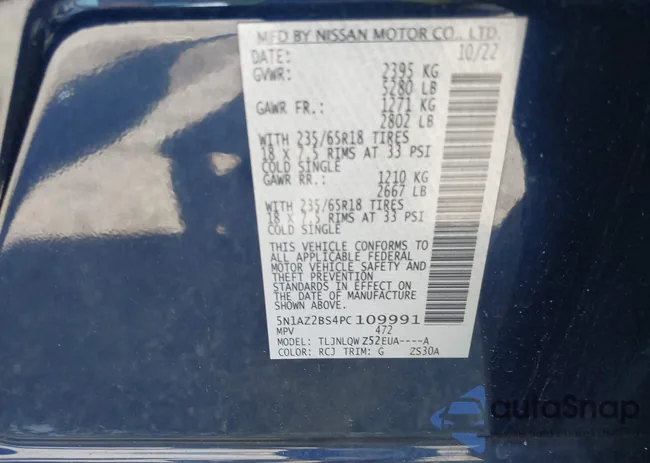 MFD BY NISSAN MOTOR CO., LTD.
DATE: 10/22
GVWR: 2395 KG
5280 LB
GAWR FR.: 1271 KG
2802 LB
WITH 235/65R18 TIRES
18 X 7.5 RIMS AT 33 PSI
COLD SINGLE
GAWR RR.: 1210 KG
2667 LB
WITH 235/65R18 TIRES
18 X 7.5 RIMS AT 33 PSI
COLD SINGLE
THIS VEHICLE CONFORMS TO
ALL APPLICABLE FEDERAL
MOTOR VEHICLE SAFETY AND
THEFT PREVENTION
STANDARDS IN EFFECT ON
THE DATE OF MANUFACTURE
SHOWN ABOVE.
5N1AZ2BS4PC109991
MPV 472
MODEL: TLJNLQW Z52EUA----A
COLOR: RCJ TRIM: G ZS30A
autoSnap